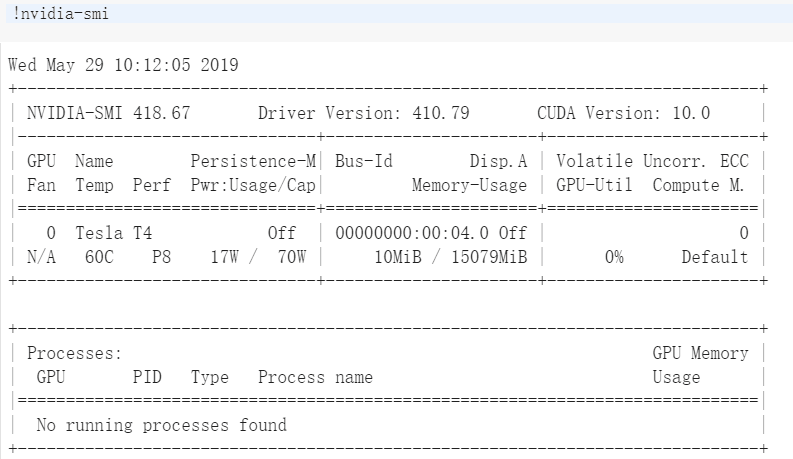 !nvidia-smi
Wed May 29 10:12:05 2019
+-----------------------------------------------------------------------------+
| NVIDIA-SMI 418.67       Driver Version: 410.79       CUDA Version: 10.0     |
|-------------------------------+----------------------+----------------------+
| GPU  Name        Persistence-M| Bus-Id        Disp.A | Volatile Uncorr. ECC |
| Fan  Temp  Perf  Pwr:Usage/Cap|         Memory-Usage | GPU-Util  Compute M. |
|===============================+======================+======================|
|   0  Tesla T4            Off  | 00000000:00:04.0 Off |                    0 |
| N/A   60C    P8    17W /  70W |     10MiB / 15079MiB |      0%      Default |
+-------------------------------+----------------------+----------------------+
+-----------------------------------------------------------------------------+
| Processes:                                                       GPU Memory |
|  GPU       PID   Type   Process name                             Usage      |
|=============================================================================|
|  No running processes found                                                 |
+-----------------------------------------------------------------------------+